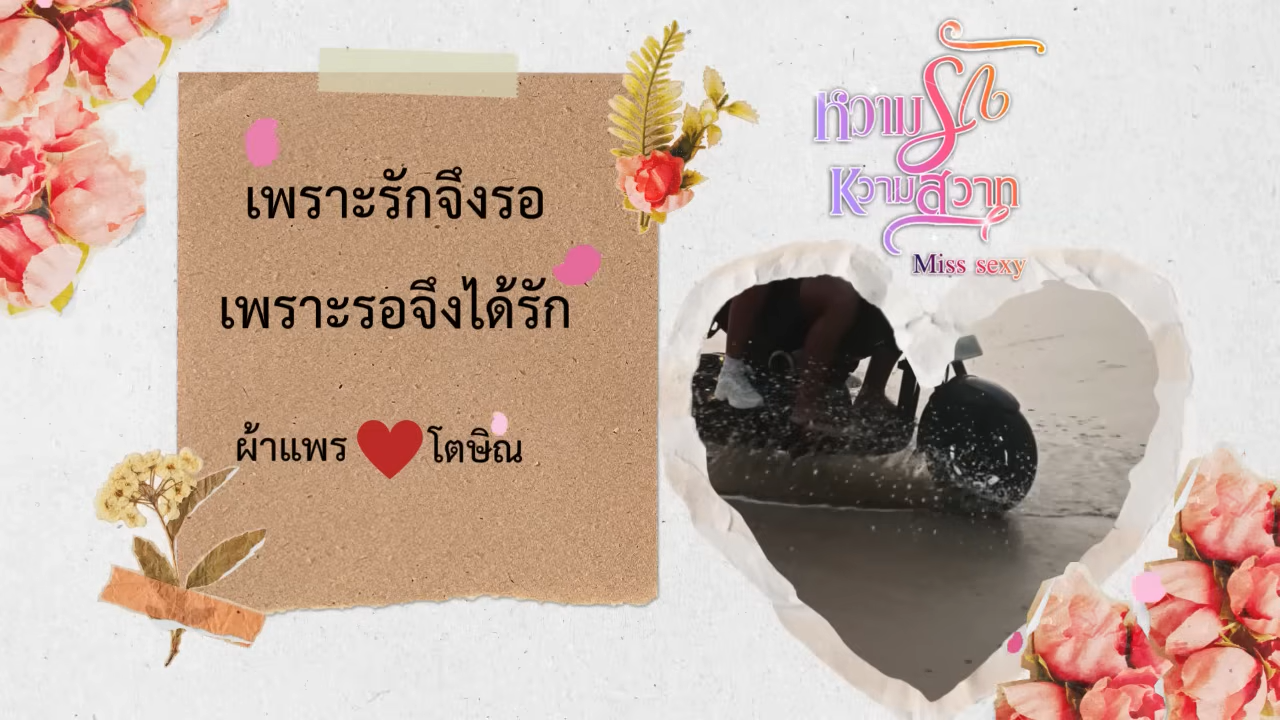 เพราะรักจึงรอ
เพราะรอจึงได้รัก
ผ้าแพร ❤ โตษิณ
หวามรัก
หวามสวาท
Miss sexy